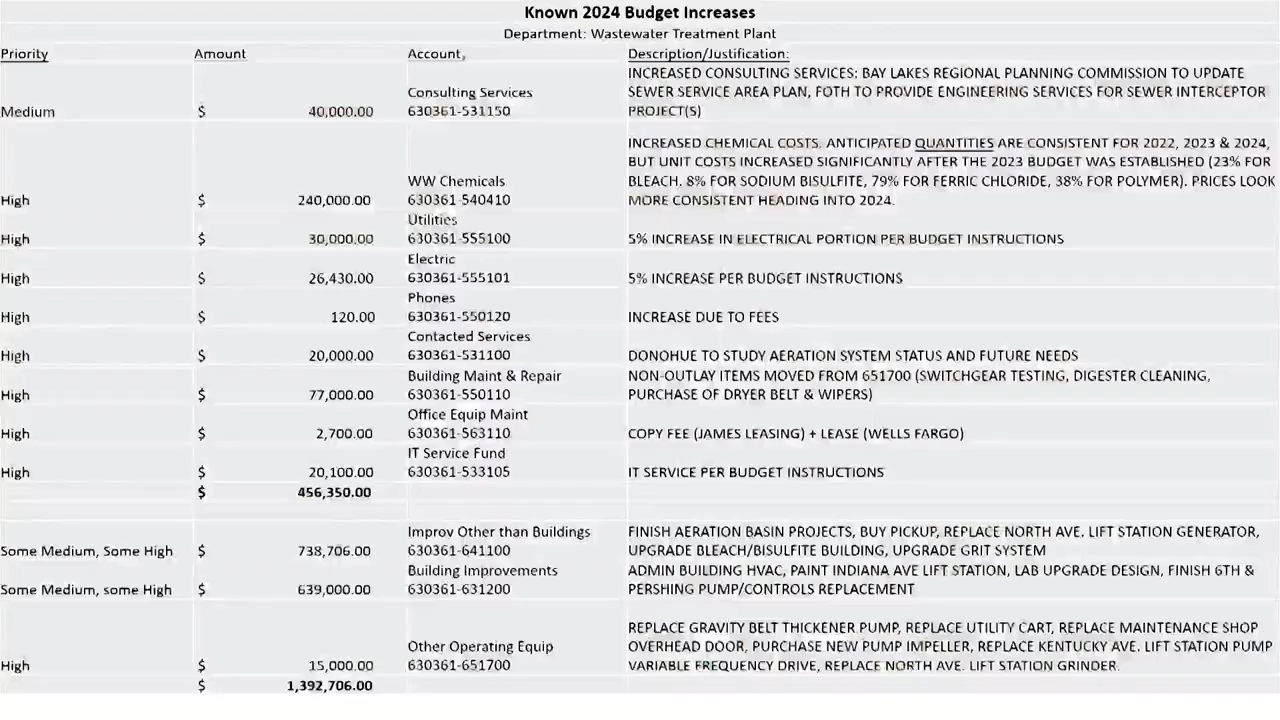 Known 2024 Budget Increases
Department: Wastewater Treatment Plant
Priority Amount Account, Description/Justification:
Medium $ 40,000.00 Consulting Services
630361-531150
INCREASED CONSULTING SERVICES: BAY LAKES REGIONAL PLANNING COMMISSION TO UPDATE
SEWER SERVICE AREA PLAN, FOTH TO PROVIDE ENGINEERING SERVICES FOR SEWER INTERCEPTOR
PROJECT(S)
High $ 240,000.00 WW Chemicals
630361-540410
INCREASED CHEMICAL COSTS. ANTICIPATED QUANTITIES ARE CONSISTENT FOR 2022, 2023 & 2024,
BUT UNIT COSTS INCREASED SIGNIFICANTLY AFTER THE 2023 BUDGET WAS ESTABLISHED (23% FOR
BLEACH. 8% FOR SODIUM BISULFITE, 79% FOR FERRIC CHLORIDE, 38% FOR POLYMER). PRICES LOOK
MORE CONSISTENT HEADING INTO 2024.
High $ 30,000.00 Utilities
630361-555100
5% INCREASE IN ELECTRICAL PORTION PER BUDGET INSTRUCTIONS
High $ 26,430.00 Electric
630361-555101
5% INCREASE PER BUDGET INSTRUCTIONS
High $ 120.00 Phones
630361-550120
INCREASE DUE TO FEES
High $ 20,000.00 Contacted Services
630361-531100
DONOHUE TO STUDY AERATION SYSTEM STATUS AND FUTURE NEEDS
High $ 77,000.00 Building Maint & Repair
630361-550110
NON-OUTLAY ITEMS MOVED FROM 651700 (SWITCHGEAR TESTING, DIGESTER CLEANING,
PURCHASE OF DRYER BELT & WIPERS)
High $ 2,700.00 Office Equip Maint
630361-563110
COPY FEE (JAMES LEASING) + LEASE (WELLS FARGO)
High $ 20,100.00 IT Service Fund
630361-533105
IT SERVICE PER BUDGET INSTRUCTIONS
$ 456,350.00
Some Medium, Some High $ 738,706.00 Improv Other than Buildings
630361-641100
FINISH AERATION BASIN PROJECTS, BUY PICKUP, REPLACE NORTH AVE. LIFT STATION GENERATOR,
UPGRADE BLEACH/BISULFITE BUILDING, UPGRADE GRIT SYSTEM
Some Medium, some High $ 639,000.00 Building Improvements
630361-631200
ADMIN BUILDING HVAC, PAINT INDIANA AVE LIFT STATION, LAB UPGRADE DESIGN, FINISH 6TH &
PERSHING PUMP/CONTROLS REPLACEMENT
High $ 15,000.00 Other Operating Equip
630361-651700
REPLACE GRAVITY BELT THICKENER PUMP, REPLACE UTILITY CART, REPLACE MAINTENANCE SHOP
OVERHEAD DOOR, PURCHASE NEW PUMP IMPELLER, REPLACE KENTUCKY AVE. LIFT STATION PUMP
VARIABLE FREQUENCY DRIVE, REPLACE NORTH AVE. LIFT STATION GRINDER.
$ 1,392,706.00